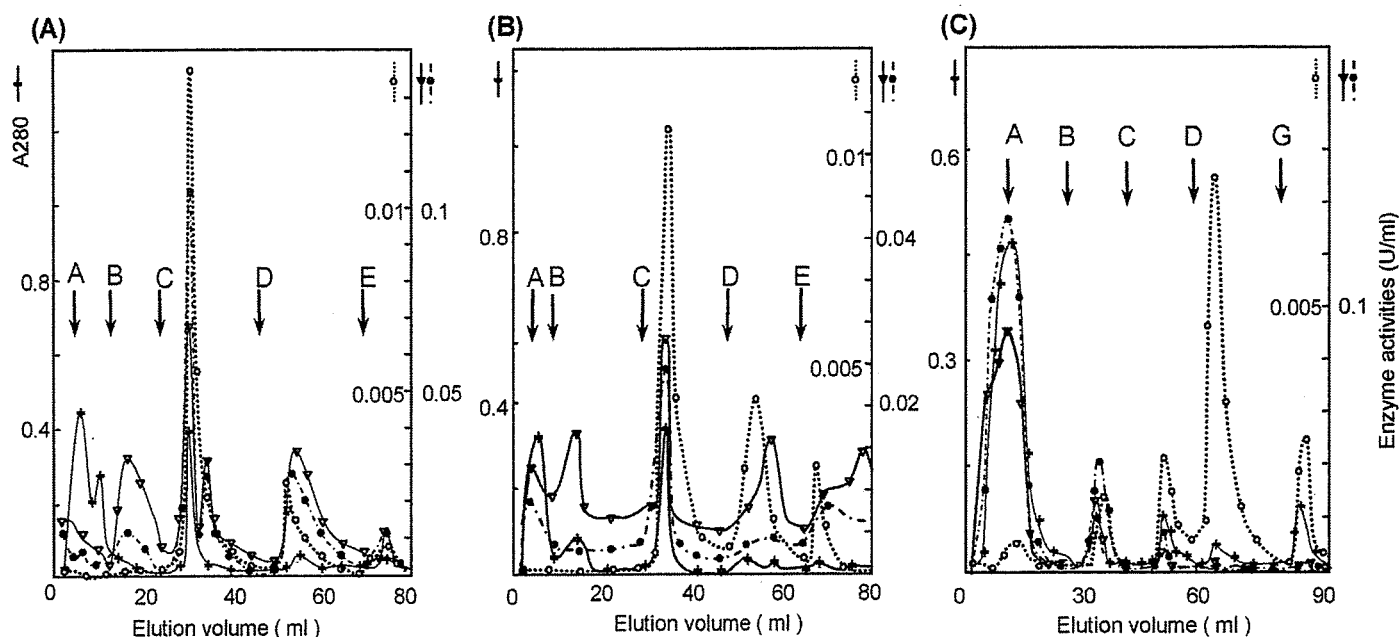 (A) (B) (C)
A280
0.8
0.4
A B C D E
0.01 0.1
0.005 0.05
0 20 40 60 80
Elution volume ( ml )
0.8
0.4
A B C D E
0.01
0.04
0.005
0.02
0 20 40 60 80
Elution volume ( ml )
0.6
0.3
A B C D G
0.005 0.1
0 30 60 90
Elution volume ( ml )
Enzyme activities (U/ml)